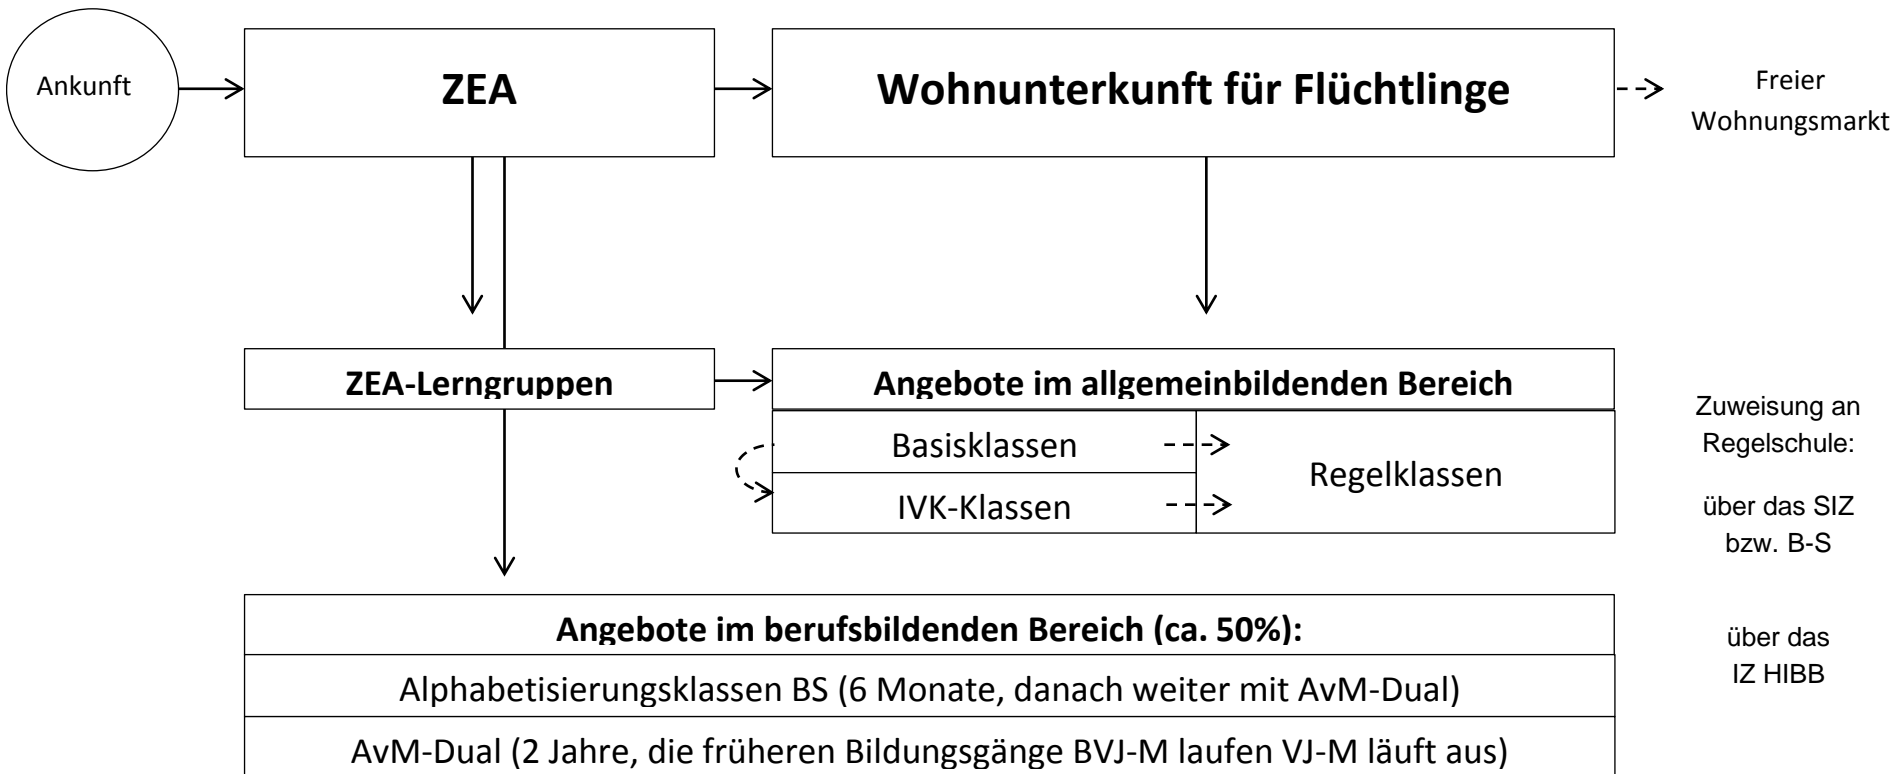 Ankunft
ZEA
Wohnunterkunft für Flüchtlinge
Freier
Wohnungsmarkt
ZEA-Lerngruppen
Angebote im allgemeinbildenden Bereich
Basisklassen
IVK-Klassen
Regelklassen
Zuweisung an
Regelschule:
über das SIZ
bzw. B-S
Angebote im berufsbildenden Bereich (ca. 50%):
Alphabetisierungsklassen BS (6 Monate, danach weiter mit AvM-Dual)
AvM-Dual (2 Jahre, die früheren Bildungsgänge BVJ-M laufen VJ-M läuft aus)
über das
IZ HIBB